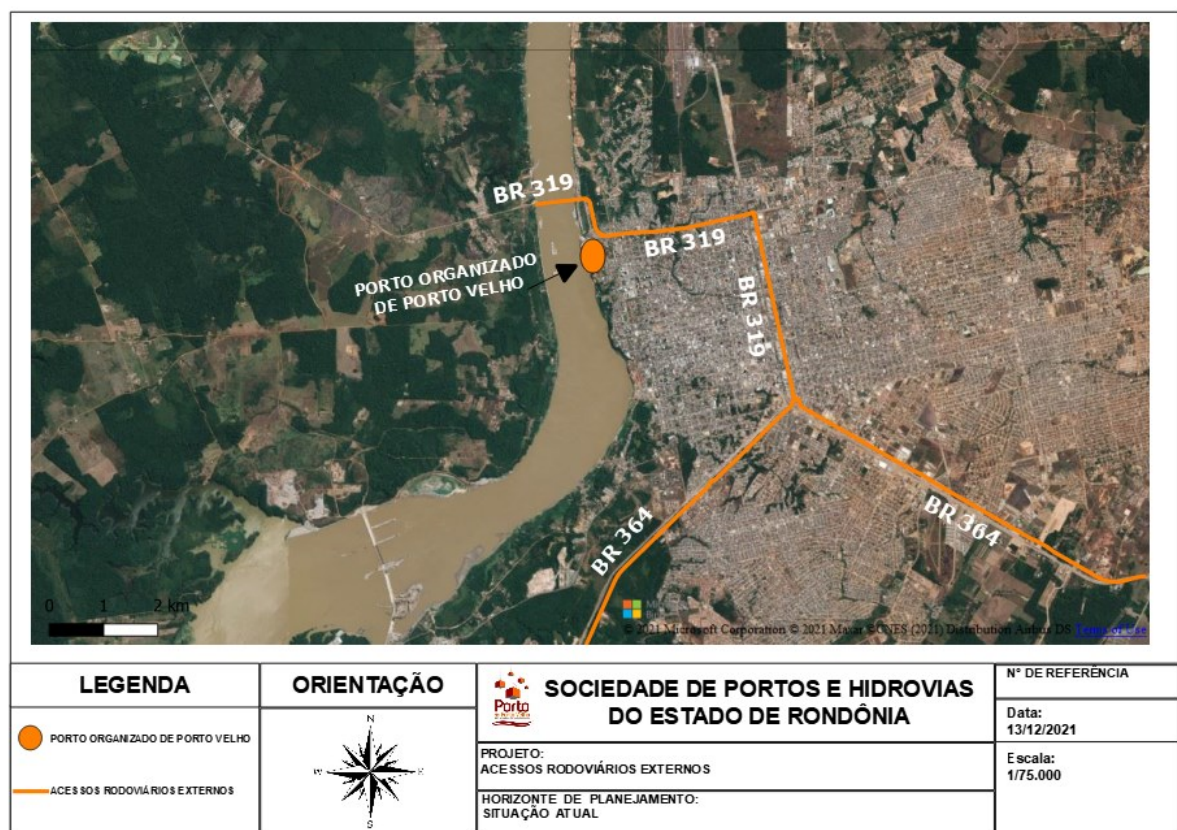 BR 319
BR 319
PORTO ORGANIZADO
DE PORTO VELHO
BR 319
BR 364
BR 364
0 1 2 km
© 2021 Microsoft Corporation © 2021 Maxar ©CNES (2021) Distribution Airbus DS Terms of Use
LEGENDA
PORTO ORGANIZADO DE PORTO VELHO
ACESSOS RODOVIÁRIOS EXTERNOS
ORIENTAÇÃO
N
W
E
S
Porto
SOCIEDADE DE PORTOS E HIDROVIAS
DO ESTADO DE RONDÔNIA
PROJETO:
ACESSOS RODOVIÁRIOS EXTERNOS
HORIZONTE DE PLANEJAMENTO:
SITUAÇÃO ATUAL
N° DE REFERÊNCIA
Data:
13/12/2021
Escala:
1/75.000